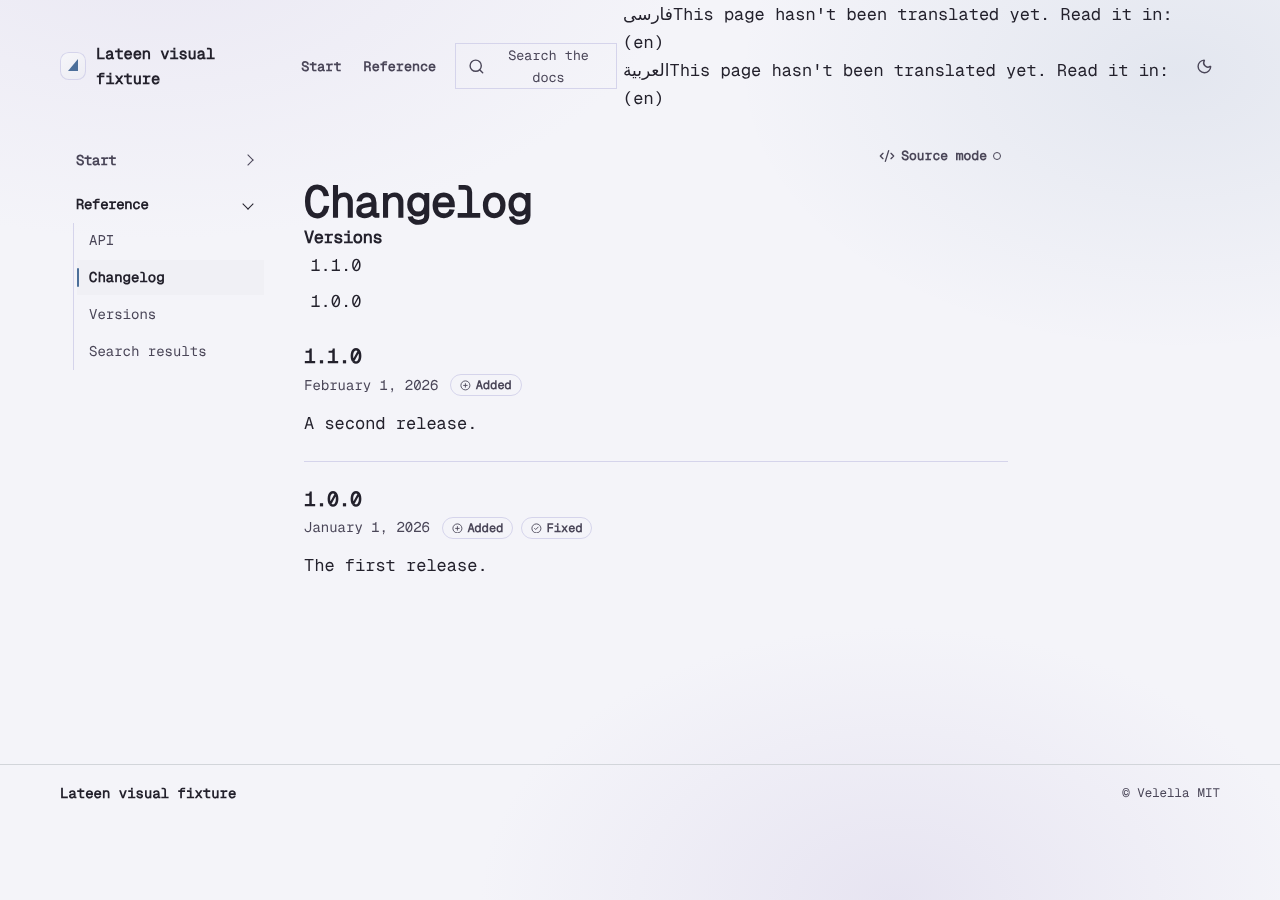 Lateen visual
fixture
Start
Reference
Search the
docs
فارسیThis page hasn't been translated yet. Read it in:
(en)
العربيةThis page hasn't been translated yet. Read it in:
(en)
Start
Reference
API
Changelog
Versions
Search results
Source mode
Changelog
Versions
1.1.0
1.0.0
1.1.0
February 1, 2026 Added
A second release.
1.0.0
January 1, 2026 Added Fixed
The first release.
Lateen visual fixture
© Velella MIT